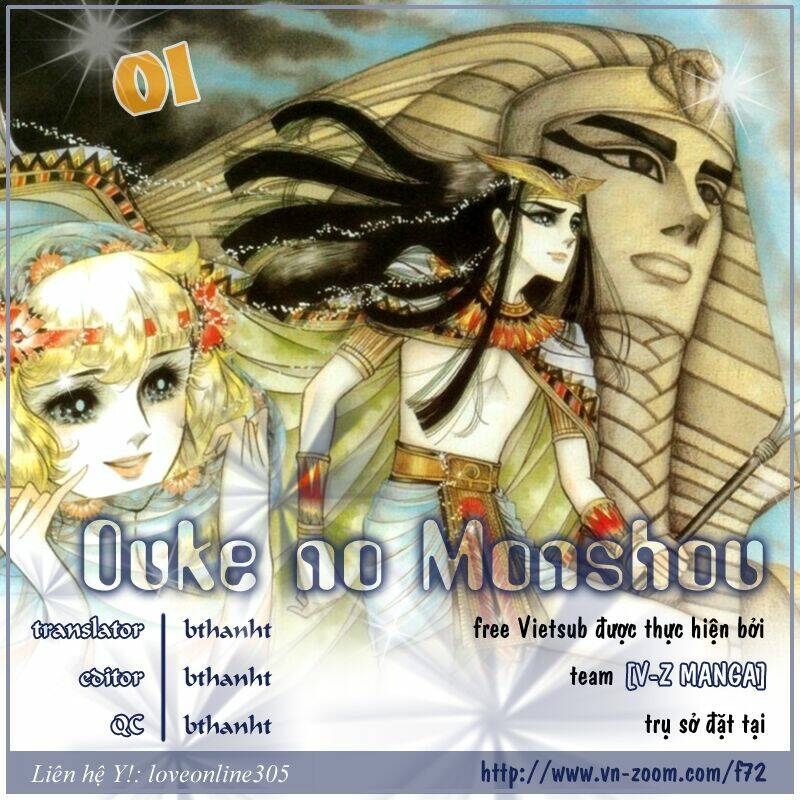 01
Ouke no Monshou
translator bthanht free Vietsub được thực hiện bởi
editor bthanht team [V-Z MANGA]
QC bthanht trụ sở đặt tại
Liên hệ Y!: loveonline305 http://www.vn-zoom.com/f72